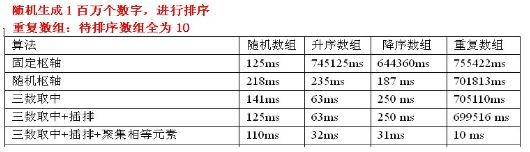 随机生成1百万个数字，进行排序
重复数组：待排序数组全为10
算法 随机数组 升序数组 降序数组 重复数组
固定枢轴 125ms 745125ms 644360ms 755422ms
随机枢轴 218ms 235ms 187 ms 701813ms
三数取中 141ms 63ms 250 ms 705110ms
三数取中+插排 125ms 63ms 250 ms 699516 ms
三数取中+插排+聚集相等元素 110ms 32ms 31ms 10 ms